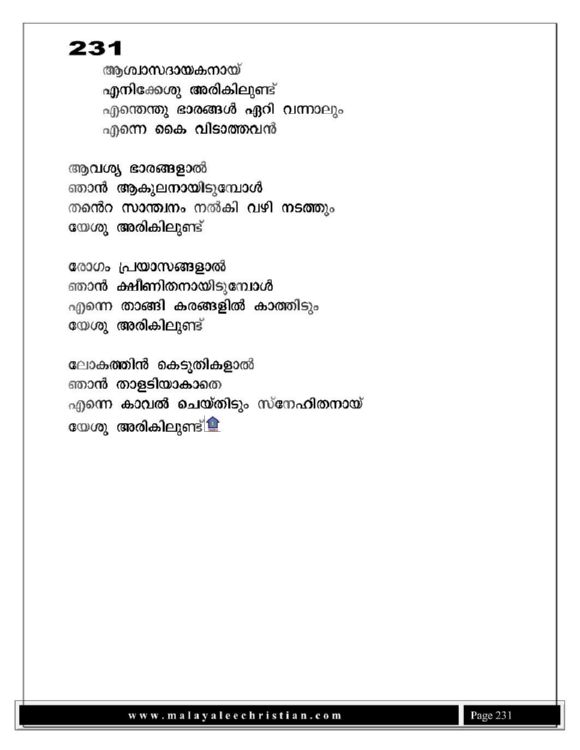 231
ആശ്വാസദായകനായ്
എനിക്കേശു അരികിലുണ്ട്
എന്തെന്തു ഭാരങ്ങൾ ഏറി വന്നാലും
എന്നെ കൈ വിടാത്തവൻ
ആവശ്യ ഭാരങ്ങളാൽ
ഞാൻ ആകുലനായിടുമ്പോൾ
തൻെറ സാന്ത്വനം നൽകി വഴി നടത്തും
യേശു അരികിലുണ്ട്
രോഗം പ്രയാസങ്ങളാൽ
ഞാൻ ക്ഷീണിതനായിടുമ്പോൾ
എന്നെ താങ്ങി കരങ്ങളിൽ കാത്തിടും
യേശു അരികിലുണ്ട്
ലോകത്തിൻ കെടുതികളാൽ
ഞാൻ താളടിയാകാതെ
എന്നെ കാവൽ ചെയ്തിടും സ്നേഹിതനായ്
യേശു അരികിലുണ്ട്
www.malayaleechristian.com Page 231